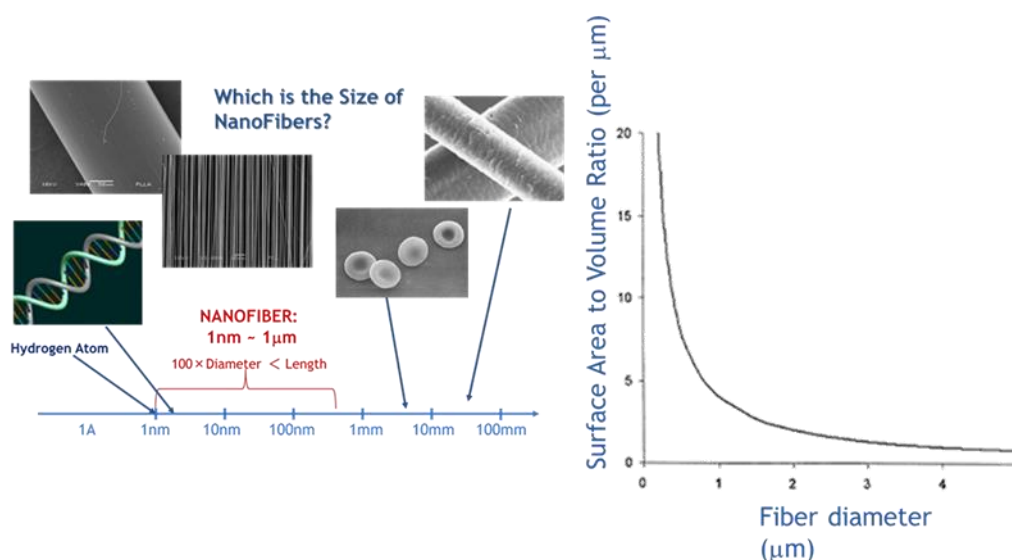 Which is the Size of
NanoFibers?
NANOFIBER:
1nm ~ 1μm
100 × Diameter < Length
Hydrogen Atom
1A
1nm
10nm
100nm
1mm
10mm
100mm
Surface Area to Volume Ratio (per μm)
20
15
10
5
0
0
1
2
3
4
Fiber diameter
(μm)